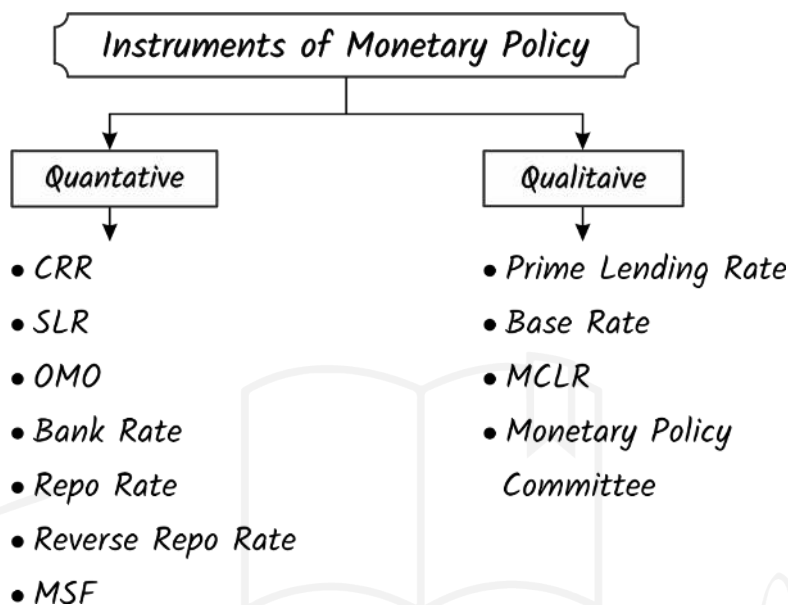 Instruments of Monetary Policy
Quantative
• CRR
• SLR
• OMO
• Bank Rate
• Repo Rate
• Reverse Repo Rate
• MSF
Qualitaive
• Prime Lending Rate
• Base Rate
• MCLR
• Monetary Policy
Committee